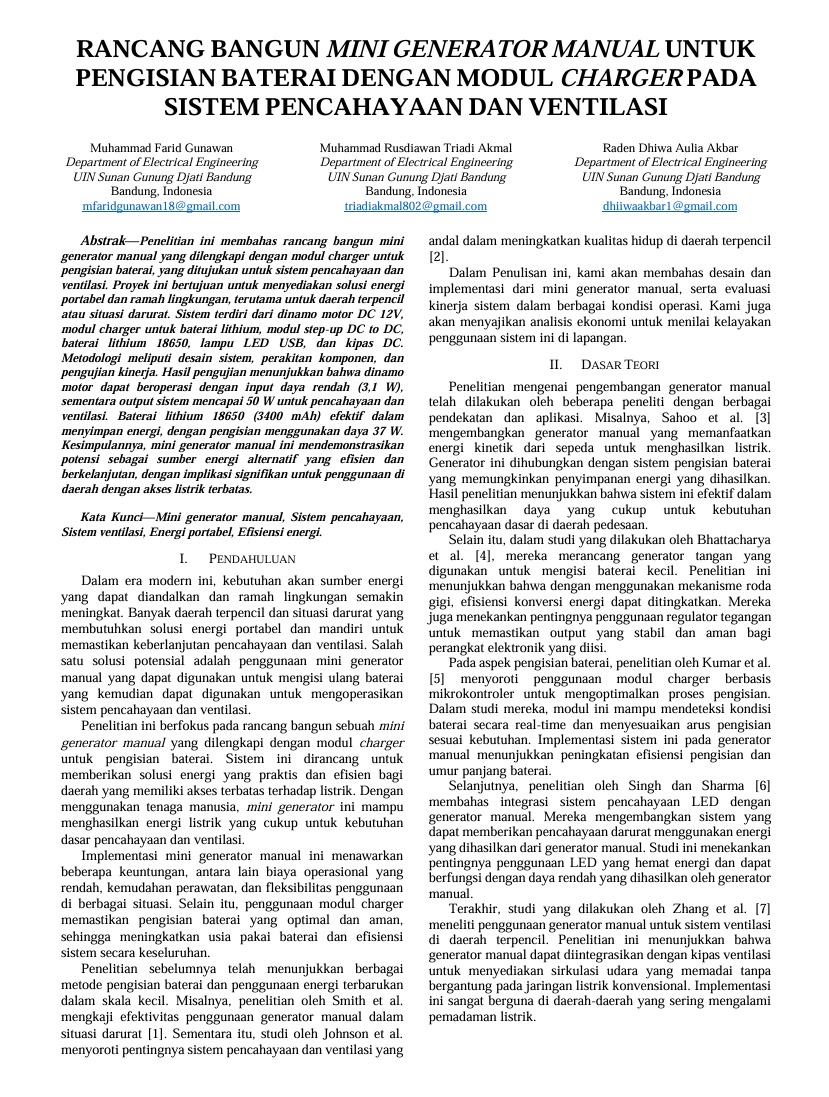 RANCANG BANGUN MINI GENERATOR MANUAL UNTUK
PENGISIAN BATERAI DENGAN MODUL CHARGER PADA
SISTEM PENCAHAYAAN DAN VENTILASI
Muhammad Farid Gunawan
Department of Electrical Engineering
UIN Sunan Gunung Djati Bandung
Bandung, Indonesia
mfaridgunawan18@gmail.com
Muhammad Rusdiawan Triadi Akmal
Department of Electrical Engineering
UIN Sunan Gunung Djati Bandung
Bandung, Indonesia
triadiakmal802@gmail.com
Raden Dhiwa Aulia Akbar
Department of Electrical Engineering
UIN Sunan Gunung Djati Bandung
Bandung, Indonesia
dhiiwaakbar1@gmail.com
Abstrak—Penelitian ini membahas rancang bangun mini
generator manual yang dilengkapi dengan modul charger untuk
pengisian baterai, yang ditujukan untuk sistem pencahayaan dan
ventilasi. Proyek ini bertujuan untuk menyediakan solusi energi
portabel dan ramah lingkungan, terutama untuk daerah terpencil
atau situasi darurat. Sistem terdiri dari dinamo motor DC 12V,
modul charger untuk baterai lithium, modul step-up DC to DC,
baterai lithium 18650, lampu LED USB, dan kipas DC.
Metodologi meliputi desain sistem, perakitan komponen, dan
pengujian kinerja. Hasil pengujian menunjukkan bahwa dinamo
motor dapat beroperasi dengan input daya rendah (3,1 W),
sementara output sistem mencapai 50 W untuk pencahayaan dan
ventilasi. Baterai lithium 18650 (3400 mAh) efektif dalam
menyimpan energi, dengan pengisian menggunakan daya 37 W.
Kesimpulannya, mini generator manual ini mendemonstrasikan
potensi sebagai sumber energi alternatif yang efisien dan
berkelanjutan, dengan implikasi signifikan untuk penggunaan di
daerah dengan akses listrik terbatas.
Kata Kunci—Mini generator manual, Sistem pencahayaan,
Sistem ventilasi, Energi portabel, Efisiensi energi.
I. PENDAHULUAN
Dalam era modern ini, kebutuhan akan sumber energi
yang dapat diandalkan dan ramah lingkungan semakin
meningkat. Banyak daerah terpencil dan situasi darurat yang
membutuhkan solusi energi portabel dan mandiri untuk
memastikan keberlanjutan pencahayaan dan ventilasi. Salah
satu solusi potensial adalah penggunaan mini generator
manual yang dapat digunakan untuk mengisi ulang baterai
yang kemudian dapat digunakan untuk mengoperasikan
sistem pencahayaan dan ventilasi.
Penelitian ini berfokus pada rancang bangun sebuah mini
generator manual yang dilengkapi dengan modul charger
untuk pengisian baterai. Sistem ini dirancang untuk
memberikan solusi energi yang praktis dan efisien bagi
daerah yang memiliki akses terbatas terhadap listrik. Dengan
menggunakan tenaga manusia, mini generator ini mampu
menghasilkan energi listrik yang cukup untuk kebutuhan
dasar pencahayaan dan ventilasi.
Implementasi mini generator manual ini menawarkan
beberapa keuntungan, antara lain biaya operasional yang
rendah, kemudahan perawatan, dan fleksibilitas penggunaan
di berbagai situasi. Selain itu, penggunaan modul charger
memastikan pengisian baterai yang optimal dan aman,
sehingga meningkatkan usia pakai baterai dan efisiensi
sistem secara keseluruhan.
Penelitian sebelumnya telah menunjukkan berbagai
metode pengisian baterai dan penggunaan energi terbarukan
dalam skala kecil. Misalnya, penelitian oleh Smith et al.
mengkaji efektivitas penggunaan generator manual dalam
situasi darurat [1]. Sementara itu, studi oleh Johnson et al.
menyoroti pentingnya sistem pencahayaan dan ventilasi yang
andal dalam meningkatkan kualitas hidup di daerah terpencil
[2].
Dalam Penulisan ini, kami akan membahas desain dan
implementasi dari mini generator manual, serta evaluasi
kinerja sistem dalam berbagai kondisi operasi. Kami juga
akan menyajikan analisis ekonomi untuk menilai kelayakan
penggunaan sistem ini di lapangan.
II. DASAR TEORI
Penelitian mengenai pengembangan generator manual
telah dilakukan oleh beberapa peneliti dengan berbagai
pendekatan dan aplikasi. Misalnya, Sahoo et al. [3]
mengembangkan generator manual yang memanfaatkan
energi kinetik dari sepeda untuk menghasilkan listrik.
Generator ini dihubungkan dengan sistem pengisian baterai
yang memungkinkan penyimpanan energi yang dihasilkan.
Hasil penelitian menunjukkan bahwa sistem ini efektif dalam
menghasilkan daya yang cukup untuk kebutuhan
pencahayaan dasar di daerah pedesaan.
Selain itu, dalam studi yang dilakukan oleh Bhattacharya
et al. [4], mereka merancang generator tangan yang
digunakan untuk mengisi baterai kecil. Penelitian ini
menunjukkan bahwa dengan menggunakan mekanisme roda
gigi, efisiensi konversi energi dapat ditingkatkan. Mereka
juga menekankan pentingnya penggunaan regulator tegangan
untuk memastikan output yang stabil dan aman bagi
perangkat elektronik yang diisi.
Pada aspek pengisian baterai, penelitian oleh Kumar et al.
[5] menyoroti penggunaan modul charger berbasis
mikrokontroler untuk mengoptimalkan proses pengisian.
Dalam studi mereka, modul ini mampu mendeteksi kondisi
baterai secara real-time dan menyesuaikan arus pengisian
sesuai kebutuhan. Implementasi sistem ini pada generator
manual menunjukkan peningkatan efisiensi pengisian dan
umur panjang baterai.
Selanjutnya, penelitian oleh Singh dan Sharma [6]
membahas integrasi sistem pencahayaan LED dengan
generator manual. Mereka mengembangkan sistem yang
dapat memberikan pencahayaan darurat menggunakan energi
yang dihasilkan dari generator manual. Studi ini menekankan
pentingnya penggunaan LED yang hemat energi dan dapat
berfungsi dengan daya rendah yang dihasilkan oleh generator
manual.
Terakhir, studi yang dilakukan oleh Zhang et al. [7]
meneliti penggunaan generator manual untuk sistem ventilasi
di daerah terpencil. Penelitian ini menunjukkan bahwa
generator manual dapat diintegrasikan dengan kipas ventilasi
untuk menyediakan sirkulasi udara yang memadai tanpa
bergantung pada jaringan listrik konvensional. Implementasi
ini sangat berguna di daerah-daerah yang sering mengalami
pemadaman listrik.